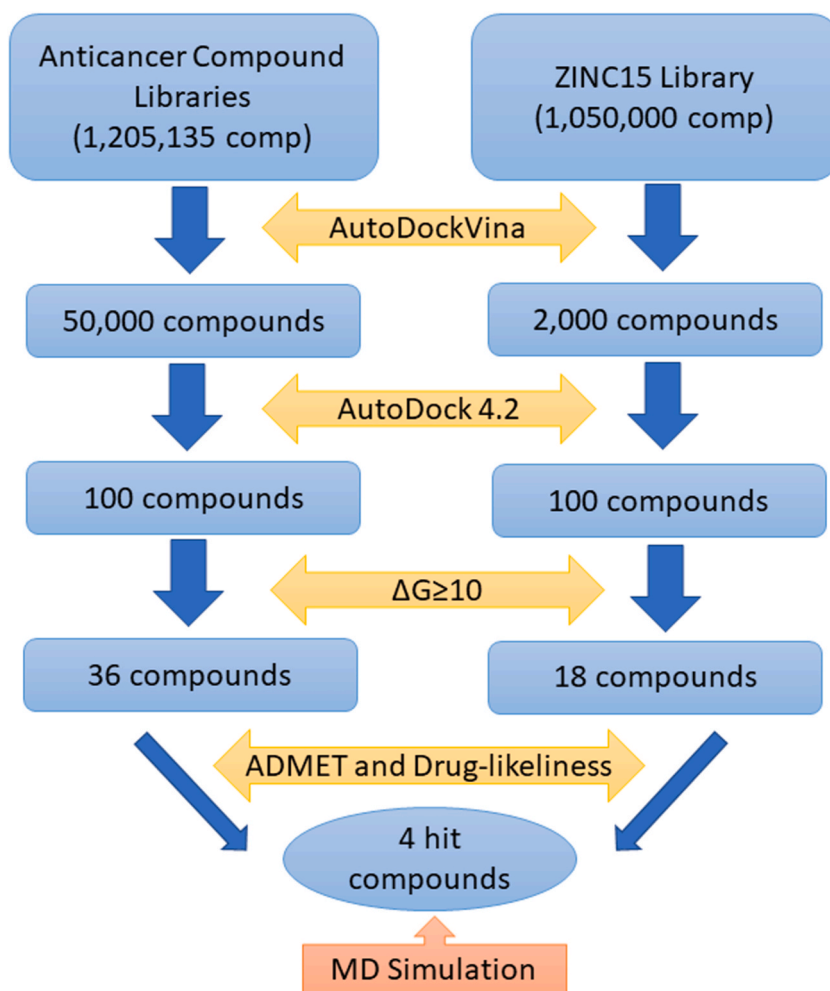 Anticancer Compound
Libraries
(1,205,135 comp)
ZINC15 Library
(1,050,000 comp)
AutoDockVina
50,000 compounds
2,000 compounds
AutoDock 4.2
100 compounds
100 compounds
ΔG≥10
36 compounds
18 compounds
ADMET and Drug-likeliness
4 hit
compounds
MD Simulation